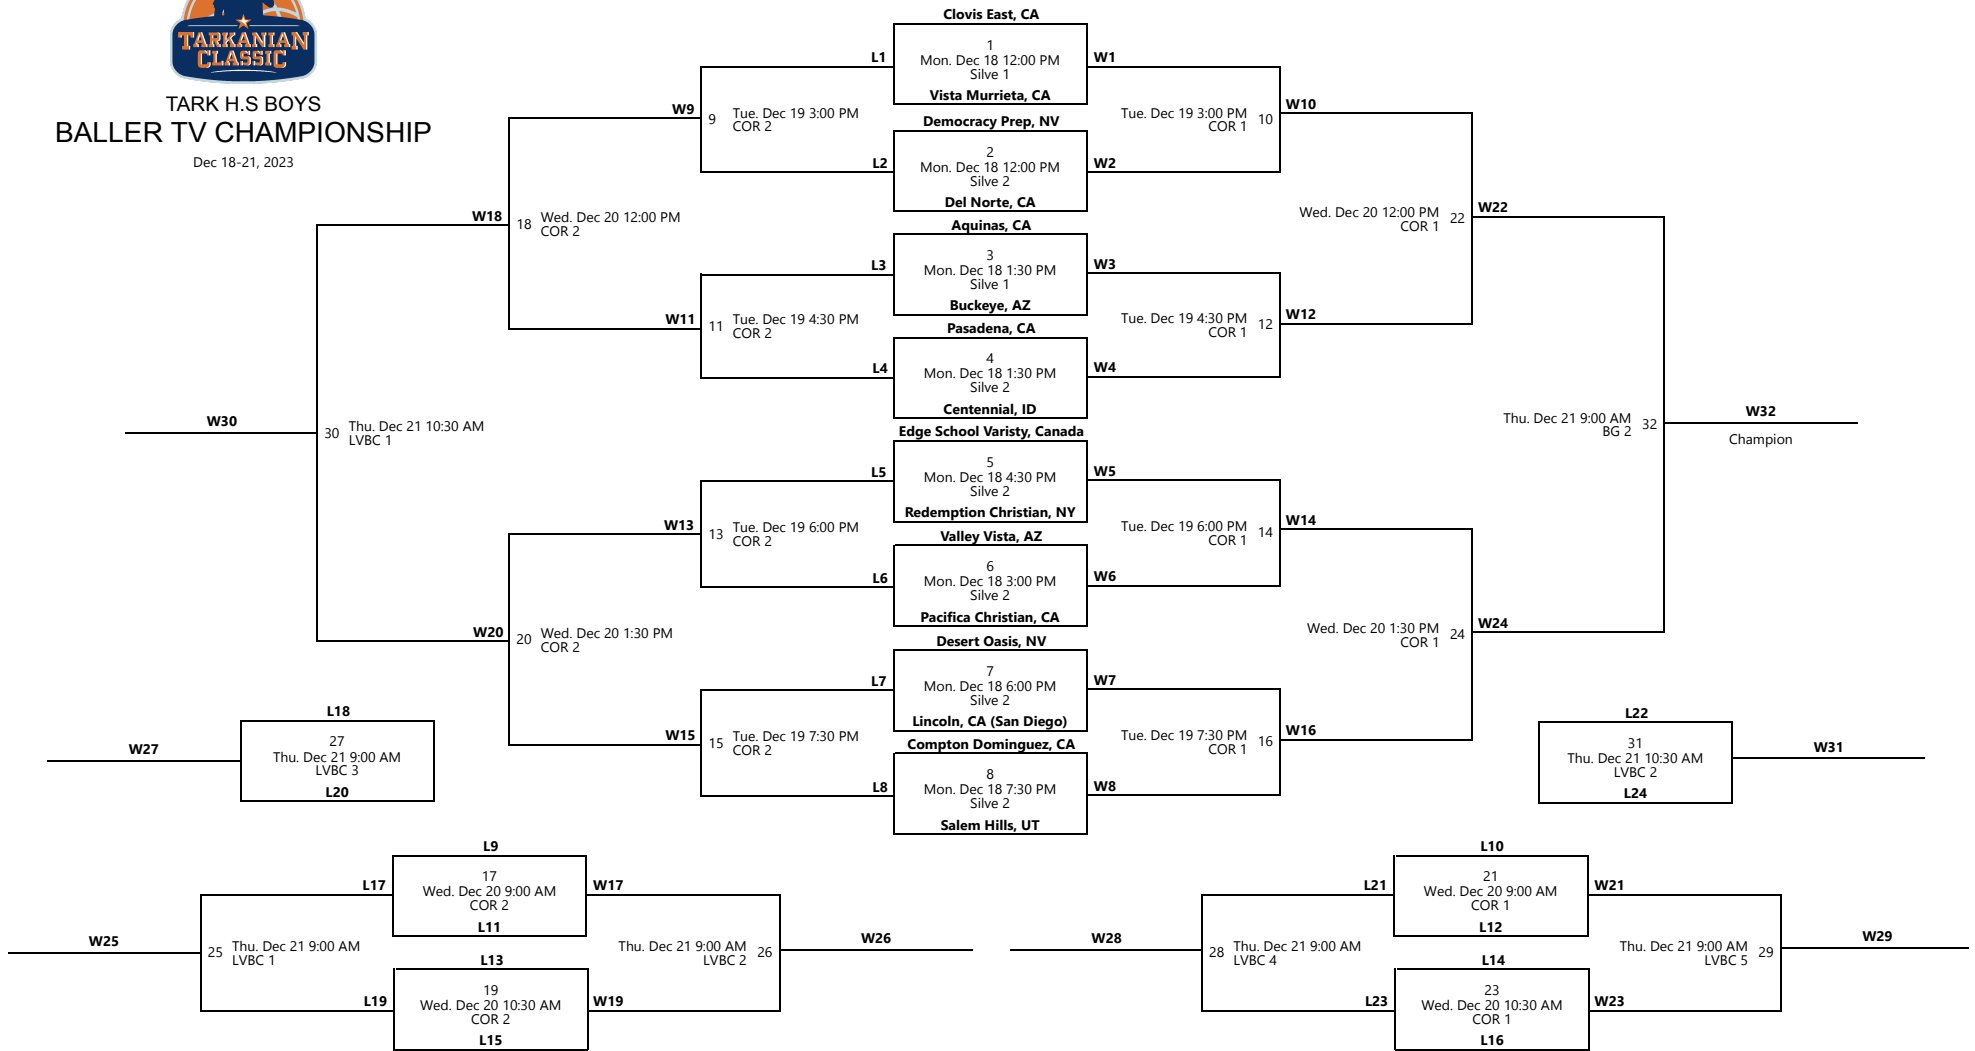 TARKANIAN
CLASSIC
TARK H.S BOYS
BALLER TV CHAMPIONSHIP
Dec 18-21, 2023
Clovis East, CA
1
Mon. Dec 18 12:00 PM
Silve 1
Vista Murrieta, CA
L1
W1
Democracy Prep, NV
2
Mon. Dec 18 12:00 PM
Silve 2
Del Norte, CA
L2
W2
Aquinas, CA
3
Mon. Dec 18 1:30 PM
Silve 1
Buckeye, AZ
L3
W3
Pasadena, CA
4
Mon. Dec 18 1:30 PM
Silve 2
Centennial, ID
L4
W4
Edge School Varisty, Canada
5
Mon. Dec 18 4:30 PM
Silve 2
Redemption Christian, NY
L5
W5
Valley Vista, AZ
6
Mon. Dec 18 3:00 PM
Silve 2
Pacifica Christian, CA
L6
W6
Desert Oasis, NV
7
Mon. Dec 18 6:00 PM
Silve 2
Lincoln, CA (San Diego)
L7
W7
Compton Dominguez, CA
8
Mon. Dec 18 7:30 PM
Silve 2
Salem Hills, UT
L8
W8
W9
9
Tue. Dec 19 3:00 PM
COR 2
W11
11
Tue. Dec 19 4:30 PM
COR 2
W13
13
Tue. Dec 19 6:00 PM
COR 2
W15
15
Tue. Dec 19 7:30 PM
COR 2
W18
18
Wed. Dec 20 12:00 PM
COR 2
W20
20
Wed. Dec 20 1:30 PM
COR 2
W30
30
Thu. Dec 21 10:30 AM
LVBC 1
Tue. Dec 19 3:00 PM
COR 1
10
W10
Tue. Dec 19 4:30 PM
COR 1
12
W12
Tue. Dec 19 6:00 PM
COR 1
14
W14
Tue. Dec 19 7:30 PM
COR 1
16
W16
Wed. Dec 20 12:00 PM
COR 1
22
W22
Wed. Dec 20 1:30 PM
COR 1
24
W24
Thu. Dec 21 9:00 AM
BG 2
32
W32
Champion
L18
27
Thu. Dec 21 9:00 AM
LVBC 3
L20
W27
L22
31
Thu. Dec 21 10:30 AM
LVBC 2
L24
W31
L9
17
Wed. Dec 20 9:00 AM
COR 2
L11
L17
W17
L13
19
Wed. Dec 20 10:30 AM
COR 2
L15
L19
W19
W25
25
Thu. Dec 21 9:00 AM
LVBC 1
Thu. Dec 21 9:00 AM
LVBC 2
26
W26
L10
21
Wed. Dec 20 9:00 AM
COR 1
L12
L21
W21
L14
23
Wed. Dec 20 10:30 AM
COR 1
L16
L23
W23
W28
28
Thu. Dec 21 9:00 AM
LVBC 4
Thu. Dec 21 9:00 AM
LVBC 5
29
W29